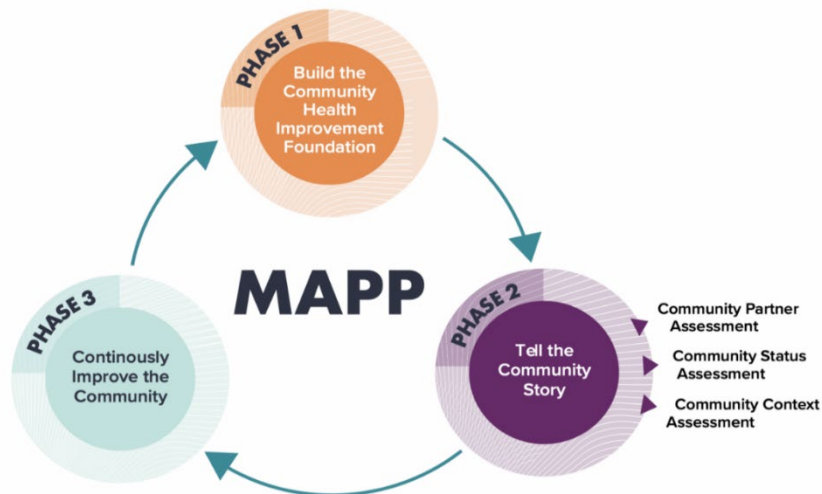 PHASE 1
Build the
Community
Health
Improvement
Foundation
MAPP
PHASE 2
Tell the
Community
Story
Community Partner
Assessment
Community Status
Assessment
Community Context
Assessment
PHASE 3
Continously
Improve the
Community